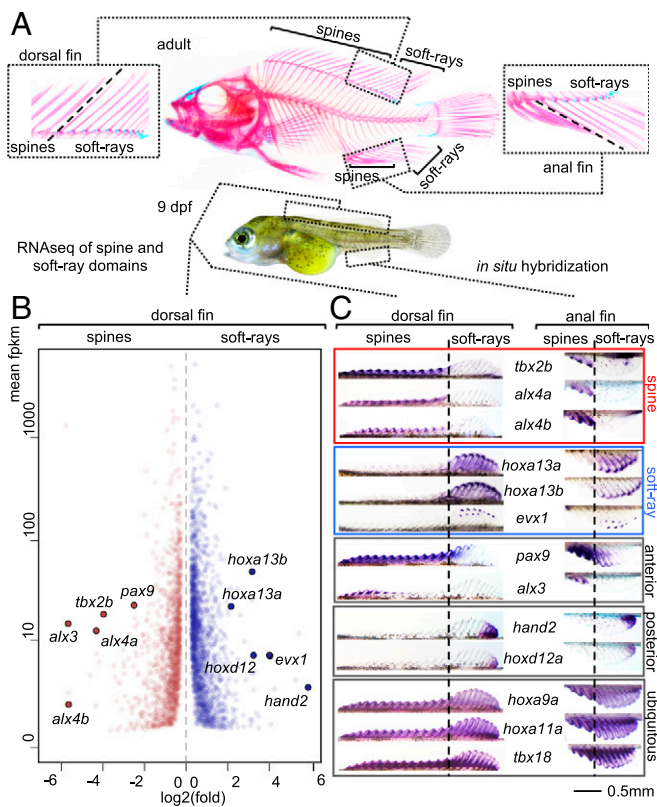 A
adult
spines
soft-rays
dorsal fin
spines
soft-rays
spines
soft-rays
anal fin
spines
soft-rays
9 dpf
RNAseq of spine and
soft-ray domains
in situ hybridization
B
dorsal fin
spines
soft-rays
mean fpkm
1000
100
10
0
hoxa13b
hoxa13a
pax9
tbx2b
alx3
alx4a
hoxd12
evx1
hand2
alx4b
-6
-4
-2
0
0
2
4
6
log2(fold)
C
dorsal fin
anal fin
spines
soft-rays
spines
soft-rays
tbx2b
alx4a
alx4b
spine
hoxa13a
hoxa13b
evx1
soft-ray
pax9
alx3
anterior
hand2
hoxd12a
posterior
hoxa9a
hoxa11a
tbx18
ubiquitous
0.5mm